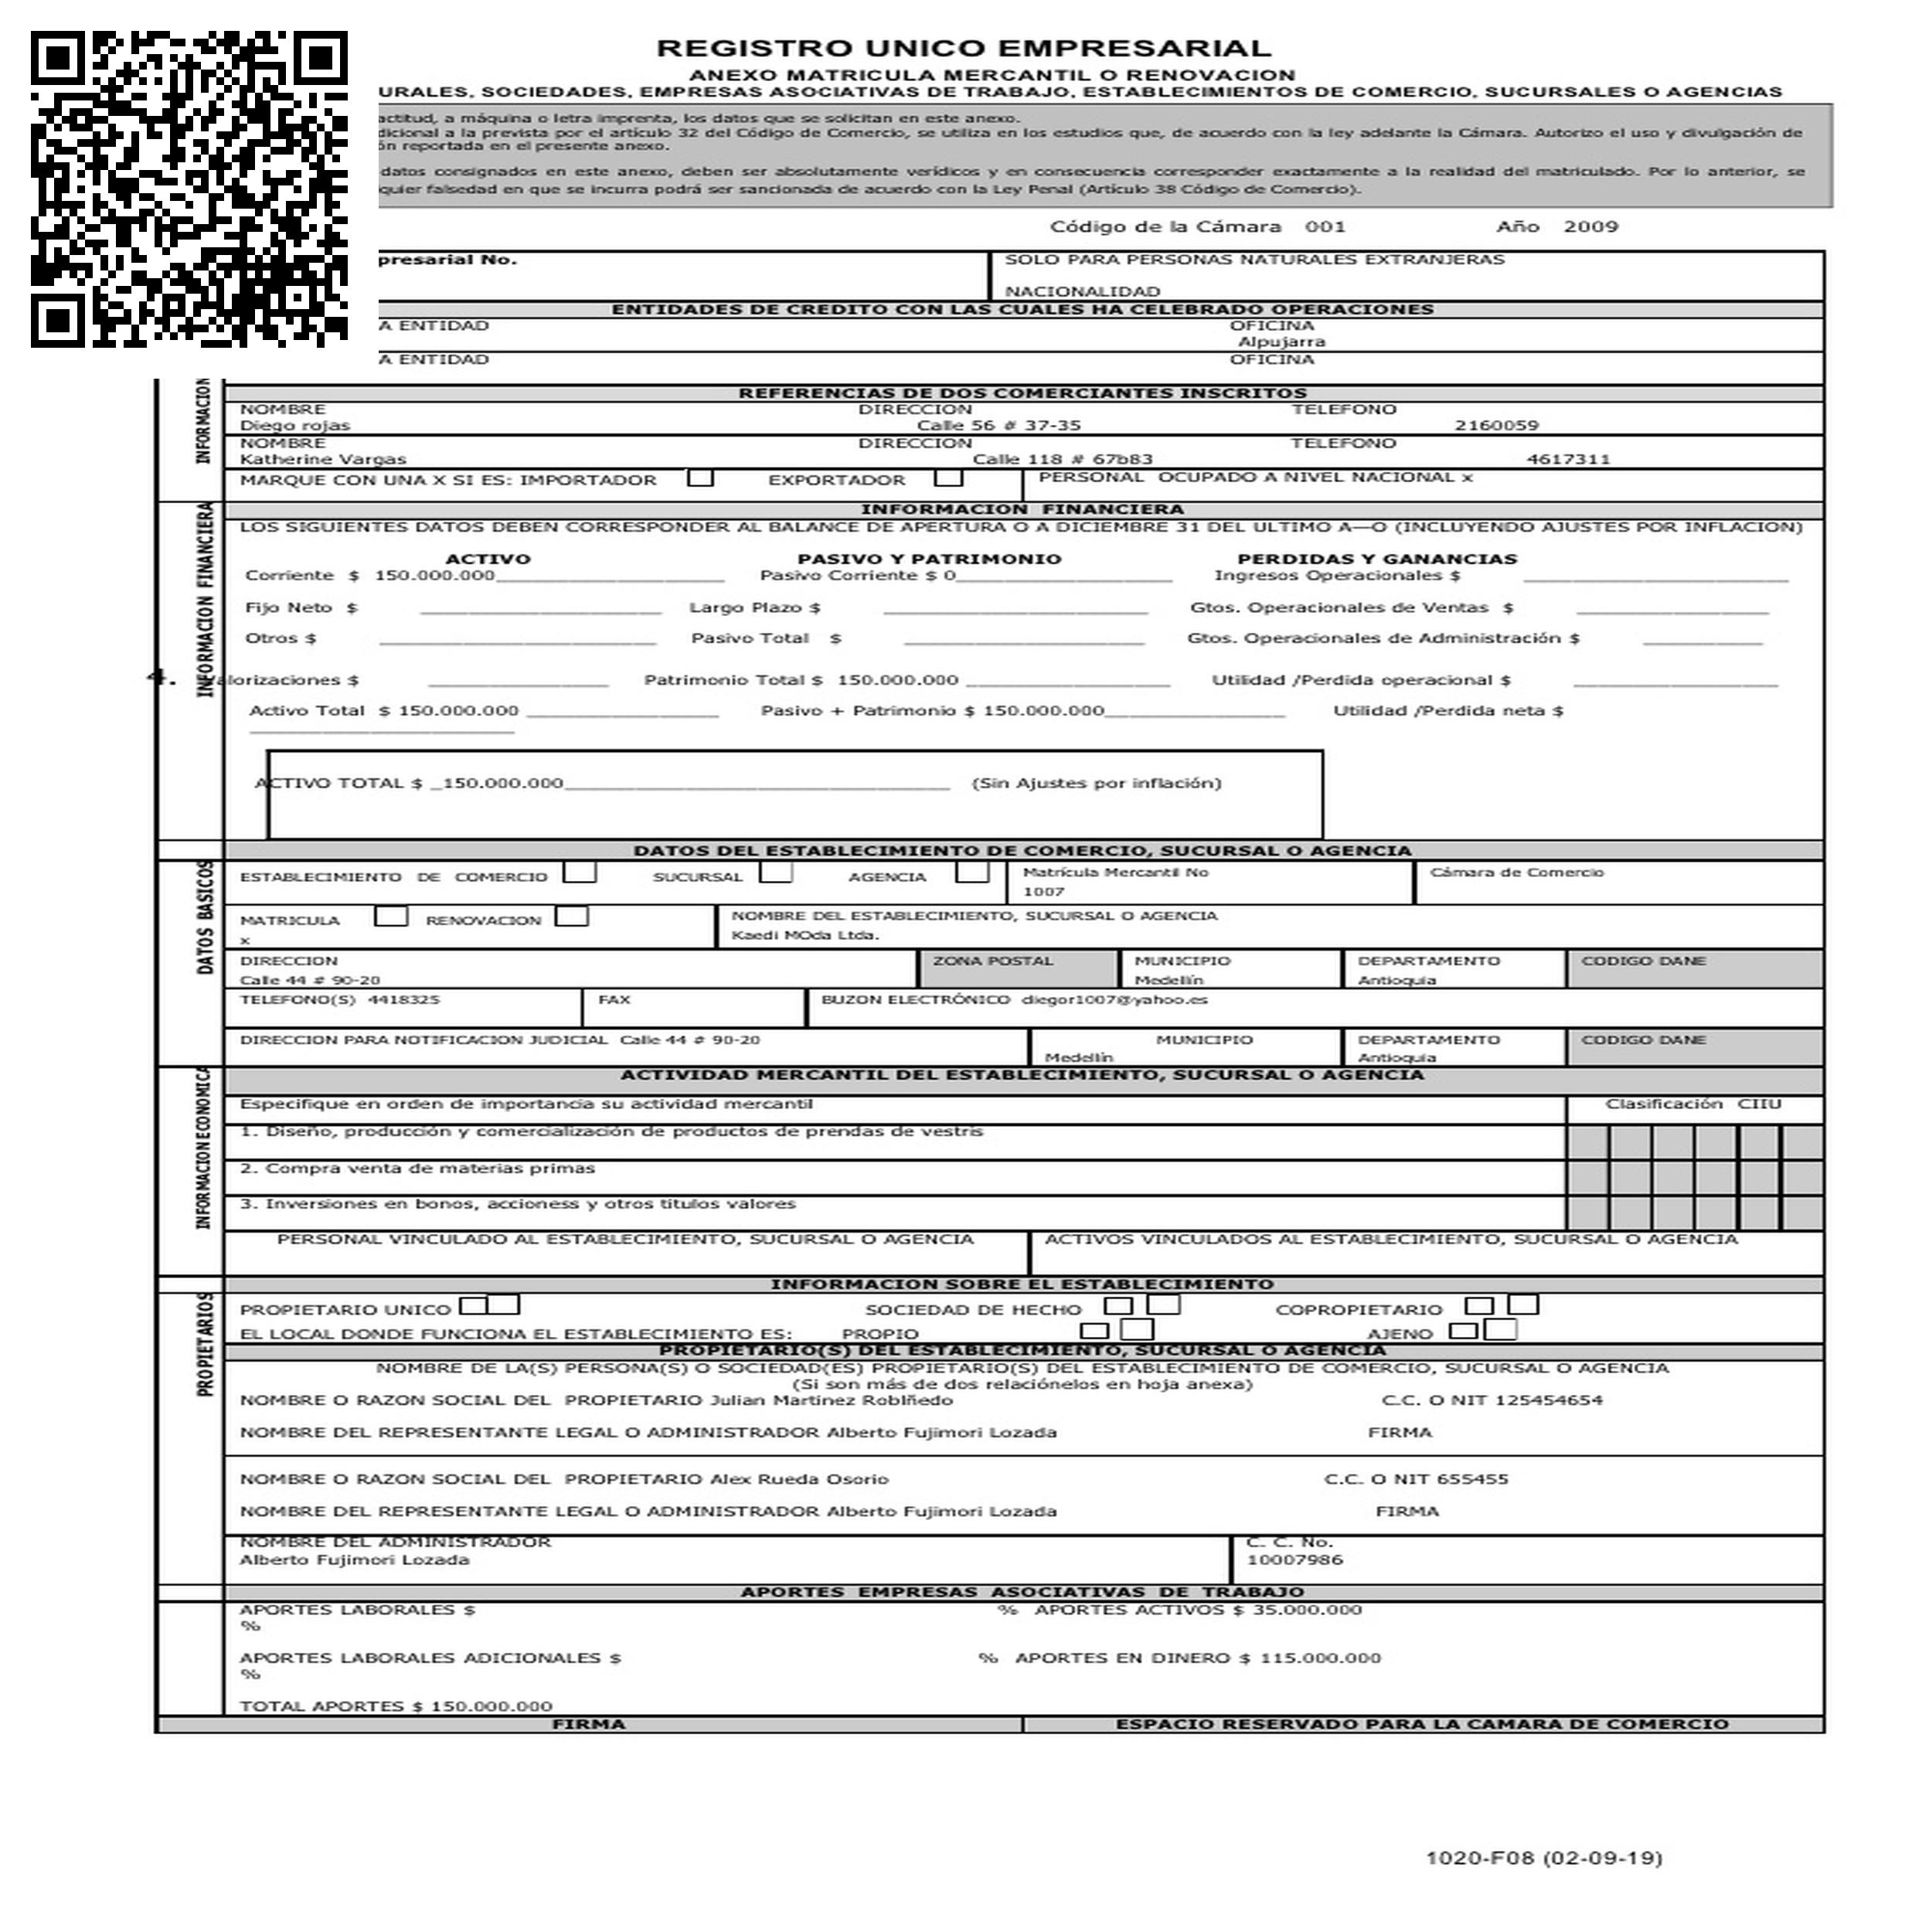 REGISTRO UNICO EMPRESARIAL
ANEXO MATRICULA MERCANTIL O RENOVACION
URALES, SOCIEDADES, EMPRESAS ASOCIATIVAS DE TRABAJO, ESTABLECIMIENTOS DE COMERCIO, SUCURSALES O AGENCIAS
actitud, a máquina o letra imprenta, los datos que se solicitan en este anexo.
dicional a la prevista por el artículo 32 del Código de Comercio, se utiliza en los estudios que, de acuerdo con la ley adelante la Cámara. Autorizo el uso y divulgación de
ón reportada en el presente anexo.
datos consignados en este anexo, deben ser absolutamente verídicos y en consecuencia corresponder exactamente a la realidad del matriculado. Por lo anterior, se
quier falsedad en que se incurra podrá ser sancionada de acuerdo con la Ley Penal (Artículo 38 Código de Comercio).
Código de la Cámara 001 Año 2009
presarial No. SOLO PARA PERSONAS NATURALES EXTRANJERAS
NACIONALIDAD
ENTIDADES DE CREDITO CON LAS CUALES HA CELEBRADO OPERACIONES
A ENTIDAD OFICINA
Alpujarra
A ENTIDAD OFICINA
INFORMACION
REFERENCIAS DE DOS COMERCIANTES INSCRITOS
NOMBRE DIRECCION TELEFONO
Diego rojas Calle 56 # 37-35 2160059
NOMBRE DIRECCION TELEFONO
Katherine Vargas Calle 118 # 67b83 4617311
MARQUE CON UNA X SI ES: IMPORTADOR EXPORTADOR PERSONAL OCUPADO A NIVEL NACIONAL x
INFORMACION FINANCIERA
INFORMACION FINANCIERA
LOS SIGUIENTES DATOS DEBEN CORRESPONDER AL BALANCE DE APERTURA O A DICIEMBRE 31 DEL ULTIMO A—O (INCLUYENDO AJUSTES POR INFLACION)
ACTIVO PASIVO Y PATRIMONIO PERDIDAS Y GANANCIAS
Corriente $ 150.000.000 Pasivo Corriente $ 0 Ingresos Operacionales $
Fijo Neto $ Largo Plazo $ Gtos. Operacionales de Ventas $
Otros $ Pasivo Total $ Gtos. Operacionales de Administración $
4. Valorizaciones $ Patrimonio Total $ 150.000.000 Utilidad /Perdida operacional $
Activo Total $ 150.000.000 Pasivo + Patrimonio $ 150.000.000 Utilidad /Perdida neta $
ACTIVO TOTAL $ _150.000.000 (Sin Ajustes por inflación)
DATOS DEL ESTABLECIMIENTO DE COMERCIO, SUCURSAL O AGENCIA
DATOS BASICOS
ESTABLECIMIENTO DE COMERCIO SUCURSAL AGENCIA Matrícula Mercantil No Cámara de Comercio
1007
MATRICULA RENOVACION NOMBRE DEL ESTABLECIMIENTO, SUCURSAL O AGENCIA
x Kaedi MOda Ltda.
DIRECCION ZONA POSTAL MUNICIPIO DEPARTAMENTO CODIGO DANE
Calle 44 # 90-20 Medellín Antioquia
TELEFONO(S) 4418325 FAX BUZON ELECTRÓNICO diegor1007@yahoo.es
DIRECCION PARA NOTIFICACION JUDICIAL Calle 44 # 90-20 MUNICIPIO DEPARTAMENTO CODIGO DANE
Medellín Antioquia
INFORMACION ECONOMICA
ACTIVIDAD MERCANTIL DEL ESTABLECIMIENTO, SUCURSAL O AGENCIA
Especifique en orden de importancia su actividad mercantil Clasificación CIIU
1. Diseño, producción y comercialización de productos de prendas de vestris
2. Compra venta de materias primas
3. Inversiones en bonos, accioness y otros titulos valores
PERSONAL VINCULADO AL ESTABLECIMIENTO, SUCURSAL O AGENCIA ACTIVOS VINCULADOS AL ESTABLECIMIENTO, SUCURSAL O AGENCIA
INFORMACION SOBRE EL ESTABLECIMIENTO
PROPIETARIOS
PROPIETARIO UNICO SOCIEDAD DE HECHO COPROPIETARIO
EL LOCAL DONDE FUNCIONA EL ESTABLECIMIENTO ES: PROPIO AJENO
PROPIETARIO(S) DEL ESTABLECIMIENTO, SUCURSAL O AGENCIA
NOMBRE DE LA(S) PERSONA(S) O SOCIEDAD(ES) PROPIETARIO(S) DEL ESTABLECIMIENTO DE COMERCIO, SUCURSAL O AGENCIA
(Si son más de dos relaciónelos en hoja anexa)
NOMBRE O RAZON SOCIAL DEL PROPIETARIO Julian Martinez Roblñedo C.C. O NIT 125454654
NOMBRE DEL REPRESENTANTE LEGAL O ADMINISTRADOR Alberto Fujimori Lozada FIRMA
NOMBRE O RAZON SOCIAL DEL PROPIETARIO Alex Rueda Osorio C.C. O NIT 655455
NOMBRE DEL REPRESENTANTE LEGAL O ADMINISTRADOR Alberto Fujimori Lozada FIRMA
NOMBRE DEL ADMINISTRADOR C. C. No.
Alberto Fujimori Lozada 10007986
APORTES EMPRESAS ASOCIATIVAS DE TRABAJO
APORTES LABORALES $ % APORTES ACTIVOS $ 35.000.000
%
APORTES LABORALES ADICIONALES $ % APORTES EN DINERO $ 115.000.000
%
TOTAL APORTES $ 150.000.000
FIRMA ESPACIO RESERVADO PARA LA CAMARA DE COMERCIO
1020-F08 (02-09-19)